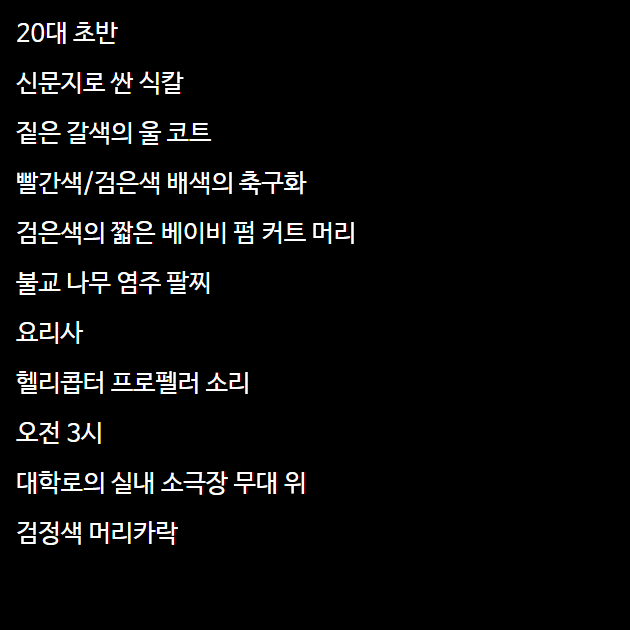 20대 초반
신문지로 싼 식칼
짙은 갈색의 울 코트
빨간색/검은색 배색의 축구화
검은색의 짧은 베이비 펌 커트 머리
불교 나무 염주 팔찌
요리사
헬리콥터 프로펠러 소리
오전 3시
대학로의 실내 소극장 무대 위
검정색 머리카락